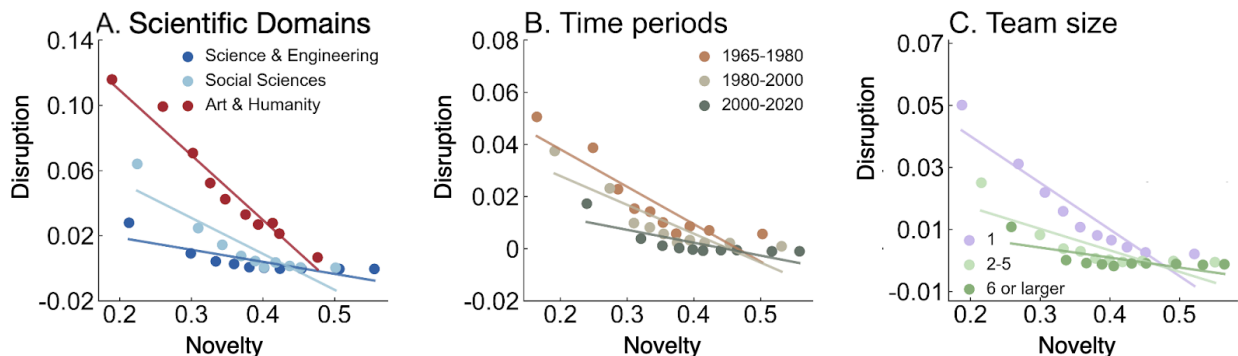 A. Scientific Domains
0.14
0.10
0.06
0.02
-0.02
Disruption
Science & Engineering
Social Sciences
Art & Humanity
0.2
0.3
0.4
0.5
Novelty
B. Time periods
0.08
0.06
0.04
0.02
0
-0.02
Disruption
1965-1980
1980-2000
2000-2020
0.2
0.3
0.4
0.5
Novelty
C. Team size
0.07
0.05
0.03
0.01
-0.01
Disruption
1
2-5
6 or larger
0.2
0.3
0.4
0.5
Novelty